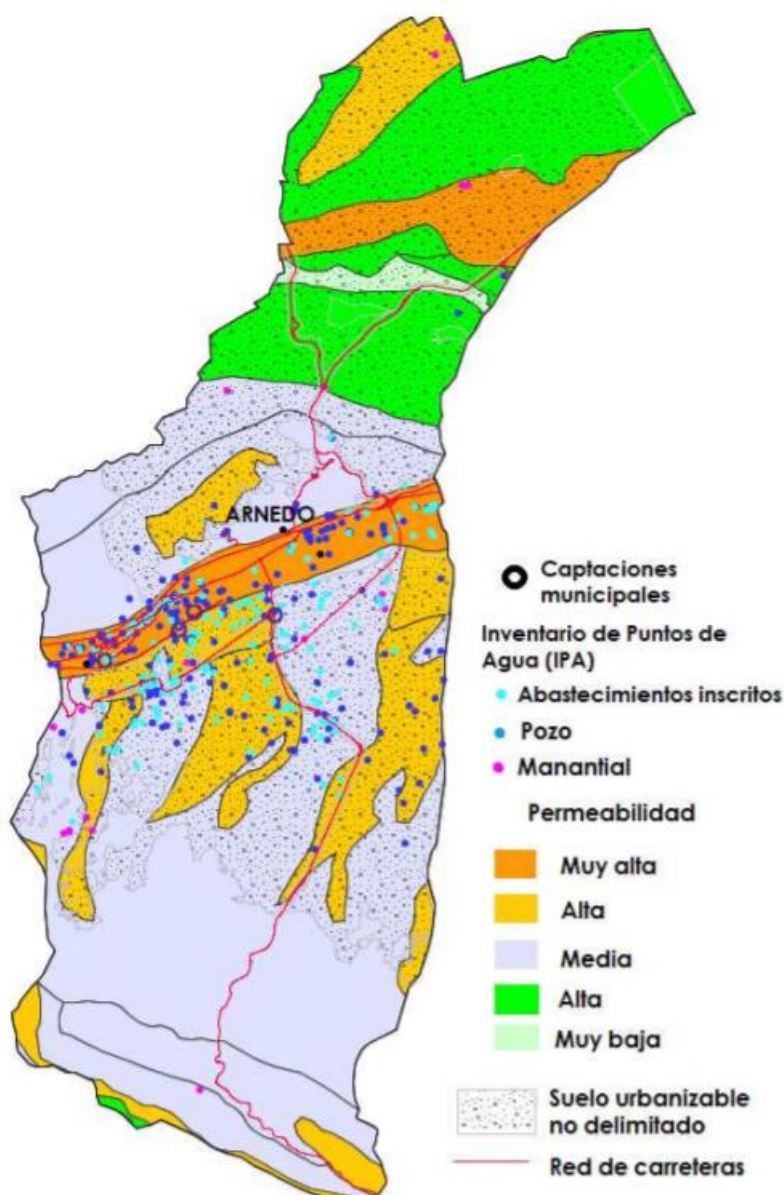 ARNEDO
Captaciones
municipales
Inventario de Puntos de
Agua (IPA)
Abastecimientos inscritos
Pozo
Manantial
Permeabilidad
Muy alta
Alta
Media
Alta
Muy baja
Suelo urbanizable
no delimitado
Red de carreteras